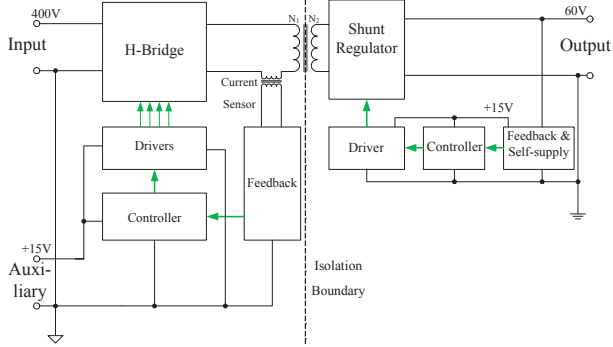 400V
Input
H-Bridge
N1
N2
Shunt
Regulator
60V
Output
Current
Sensor
+15V
Drivers
Feedback
Driver
Controller
Feedback &
Self-supply
Controller
+15V
Auxi-
liary
Isolation
Boundary